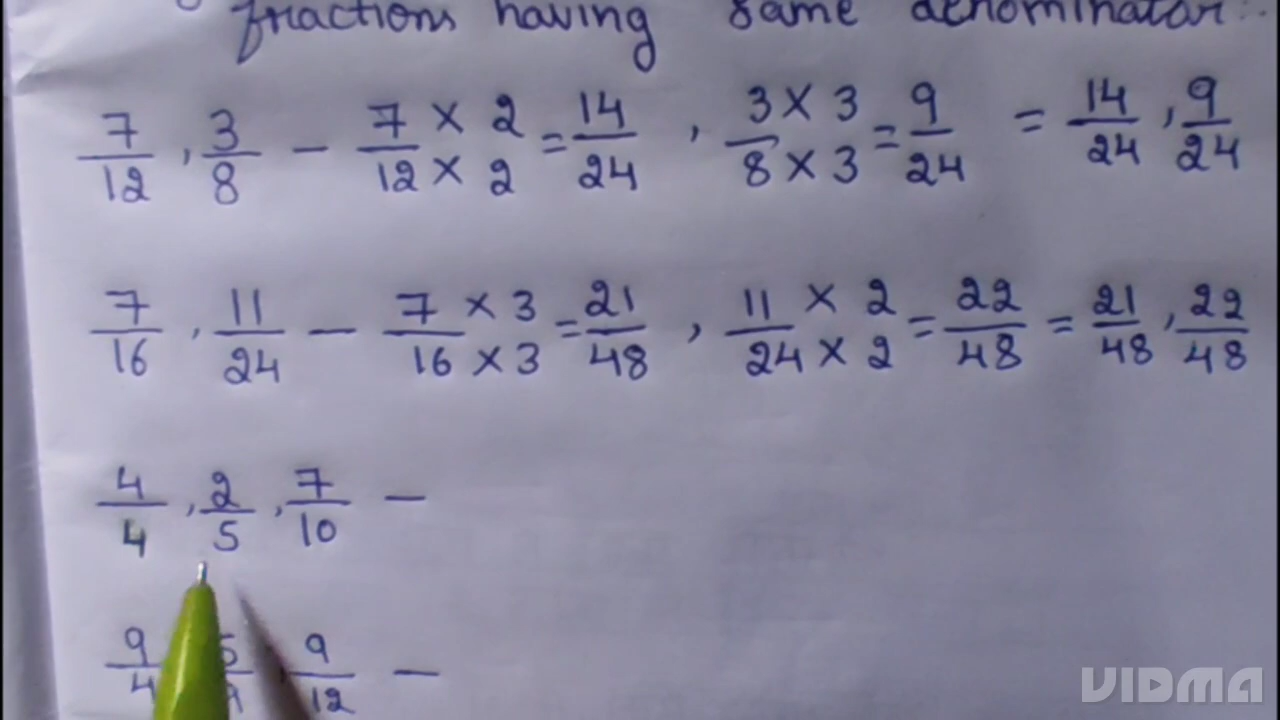 fractions having same denominator
7/12 , 3/8 — 7 × 2 / 12 × 2 = 14/24 , 3 × 3 / 8 × 3 = 9/24 = 14/24 , 9/24
7/16 , 11/24 — 7 × 3 / 16 × 3 = 21/48 , 11 × 2 / 24 × 2 = 22/48 = 21/48 , 22/48
4/4 , 2/5 , 7/10 —
9/4 9/12 —
VIDMA